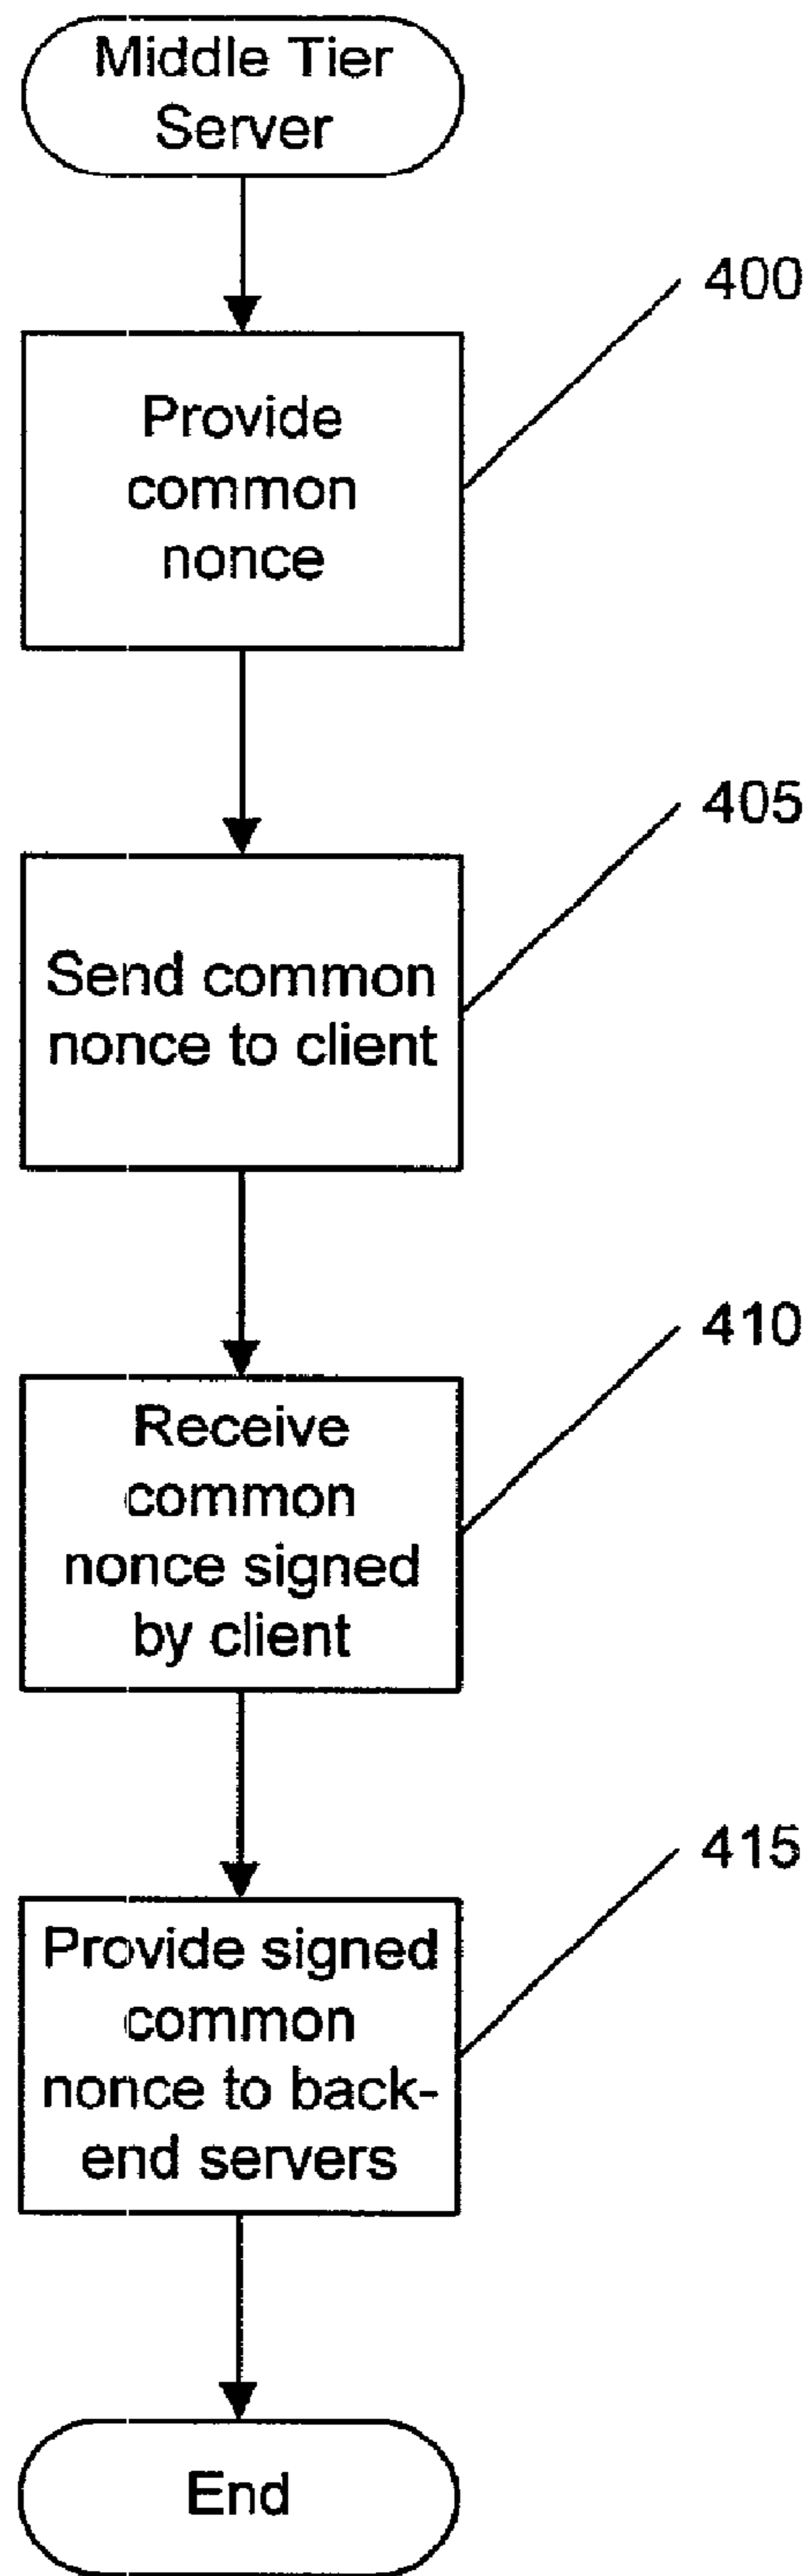 Middle Tier
Server
400
Provide
common
nonce
405
Send common
nonce to client
410
Receive
common
nonce signed
by client
415
Provide signed
common
nonce to back-
end servers
End